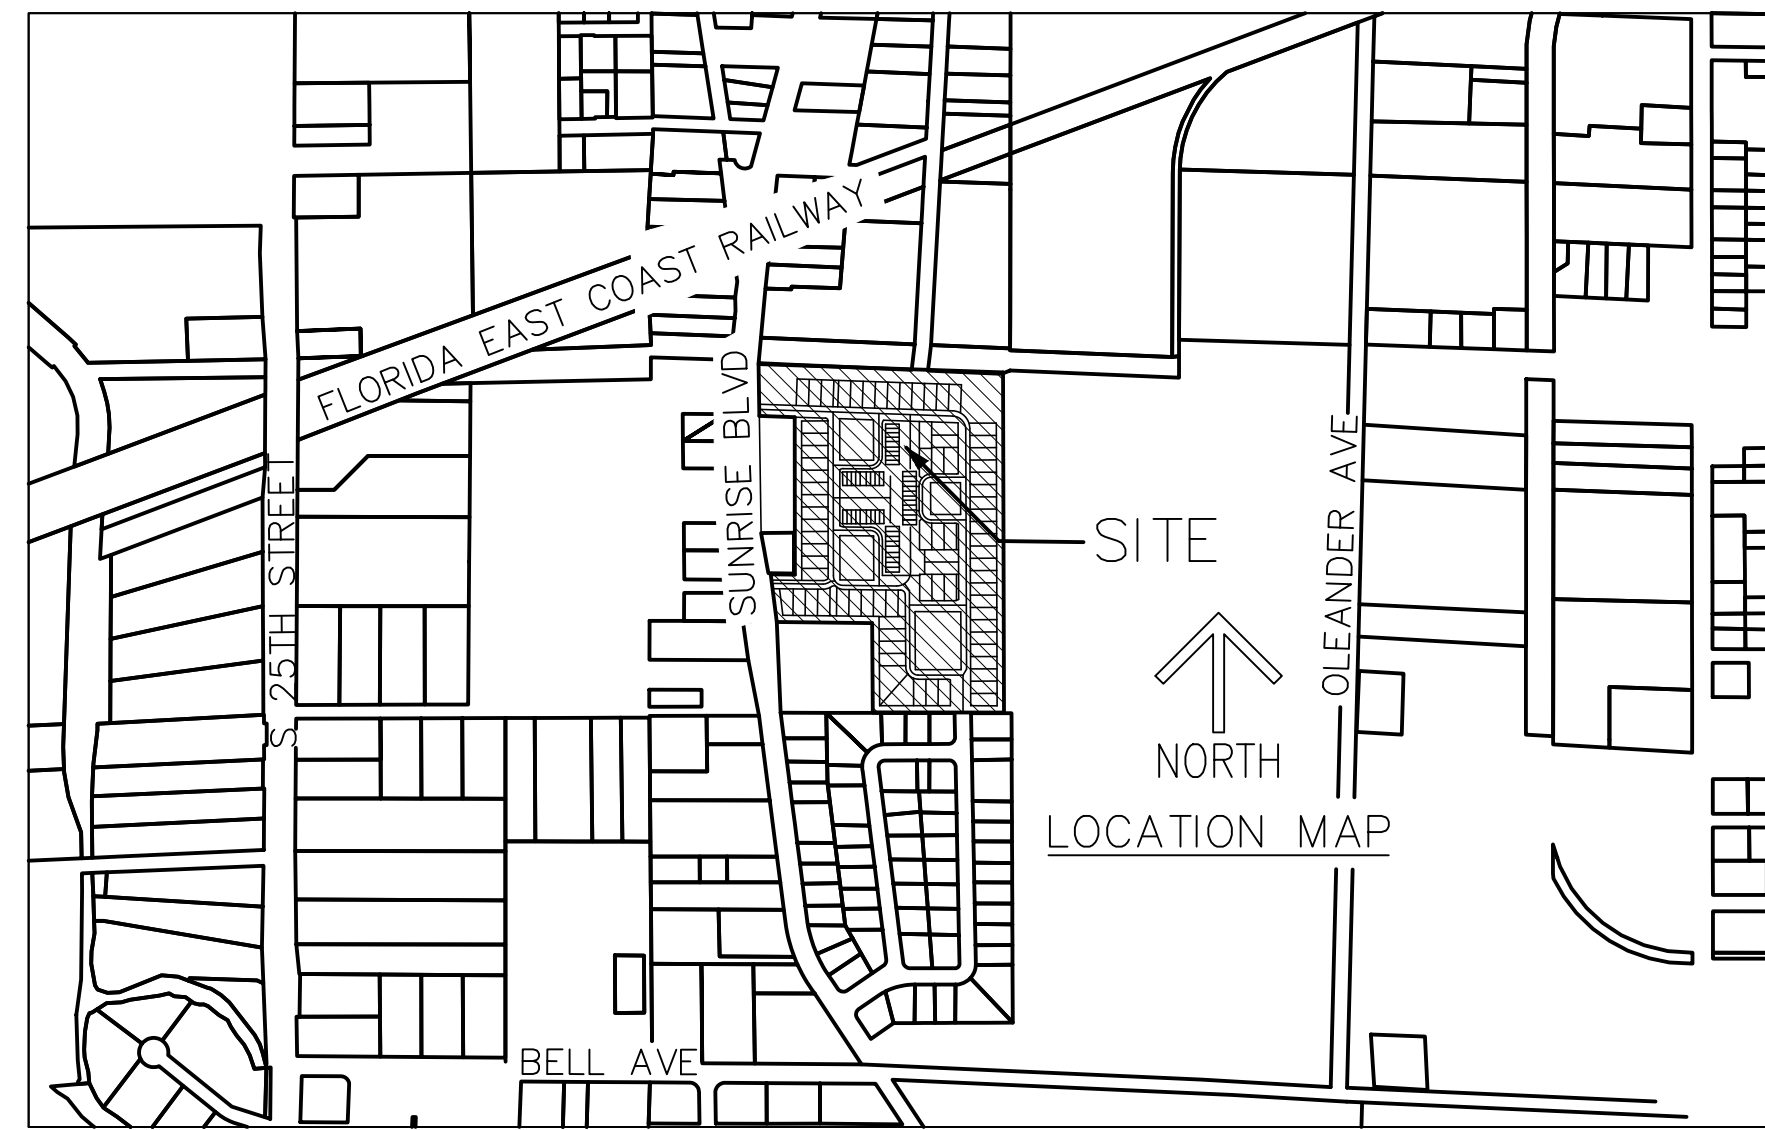 FLORIDA EAST COAST RAILWAY
SUNRISE BLVD
S 25TH STREET
OLEANDER AVE
SITE
NORTH
LOCATION MAP
BELL AVE